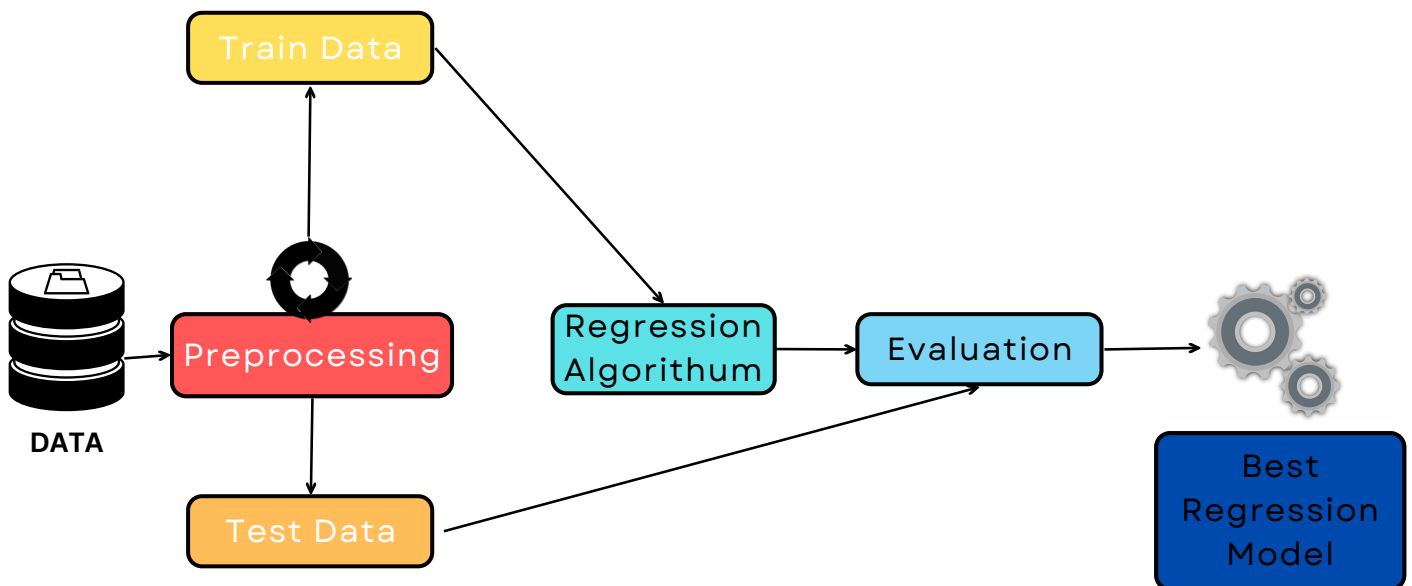 Train Data
DATA
Preprocessing
Test Data
Regression
Algorithum
Evaluation
Best
Regression
Model